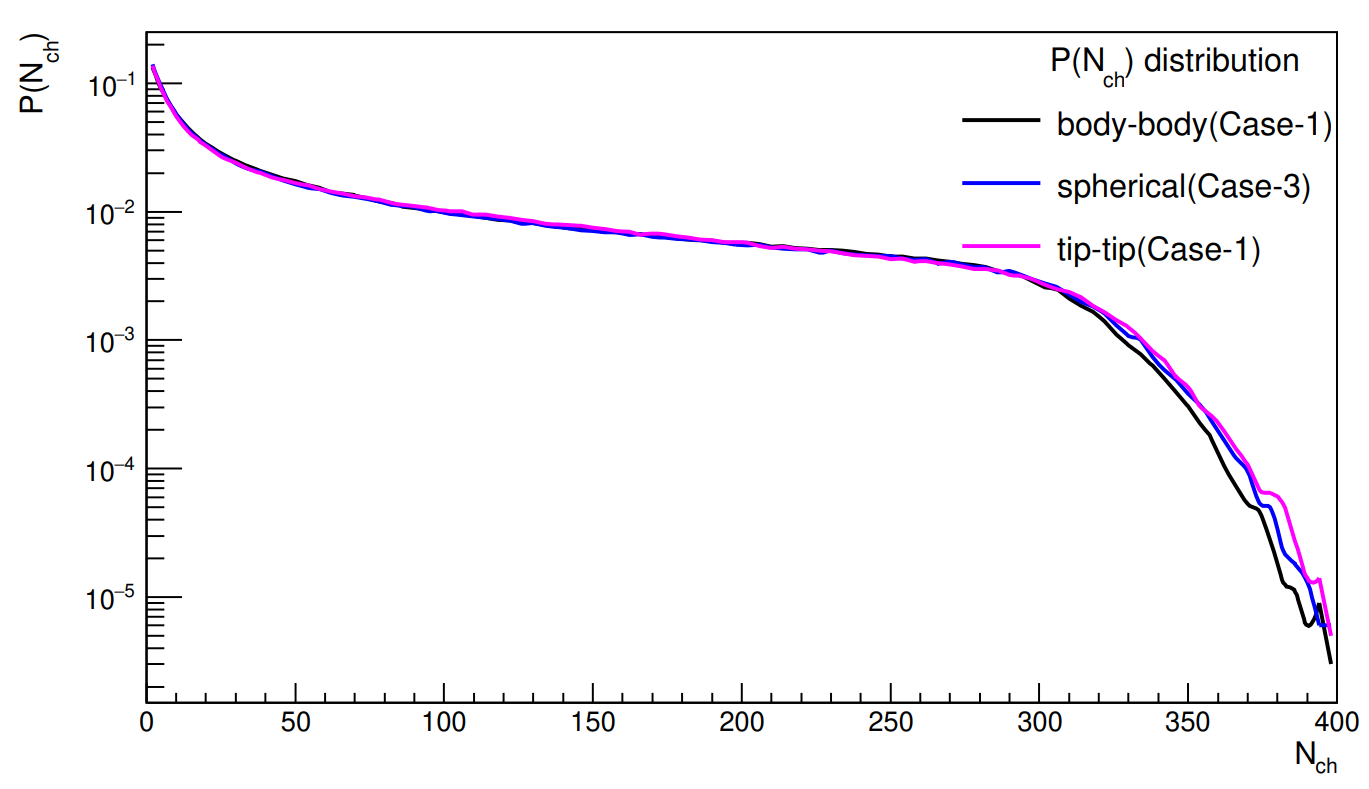 P(N_ch)
P(N_ch) distribution
body-body(Case-1)
spherical(Case-3)
tip-tip(Case-1)
10^−1
10^−2
10^−3
10^−4
10^−5
0 50 100 150 200 250 300 350 400
N_ch